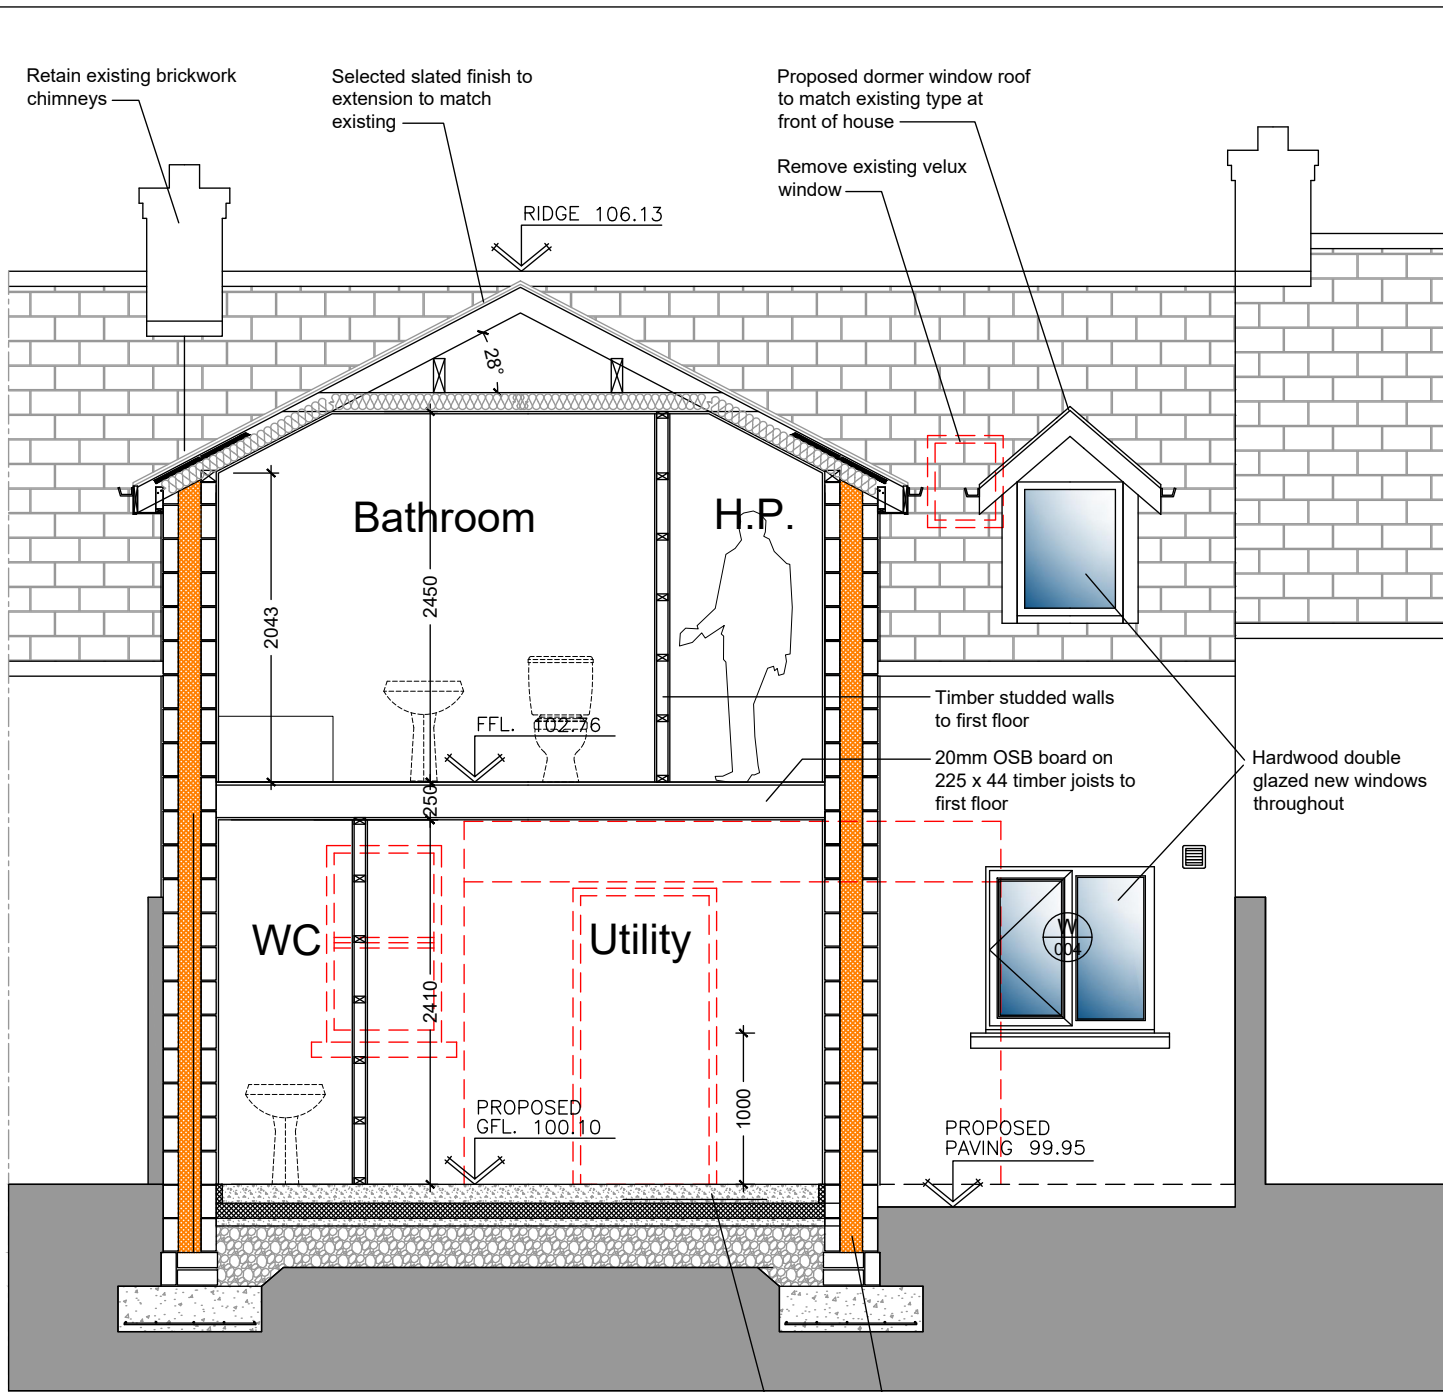 Retain existing brickwork
chimneys
Selected slated finish to
extension to match
existing
Proposed dormer window roof
to match existing type at
front of house
Remove existing velux
window
RIDGE 106.13
28°
Bathroom
H.P.
2043
2450
FFL. 102.76
250
Timber studded walls
to first floor
20mm OSB board on
225 x 44 timber joists to
first floor
Hardwood double
glazed new windows
throughout
WC
Utility
W
004
2410
1000
PROPOSED
GFL. 100.10
PROPOSED
PAVING 99.95